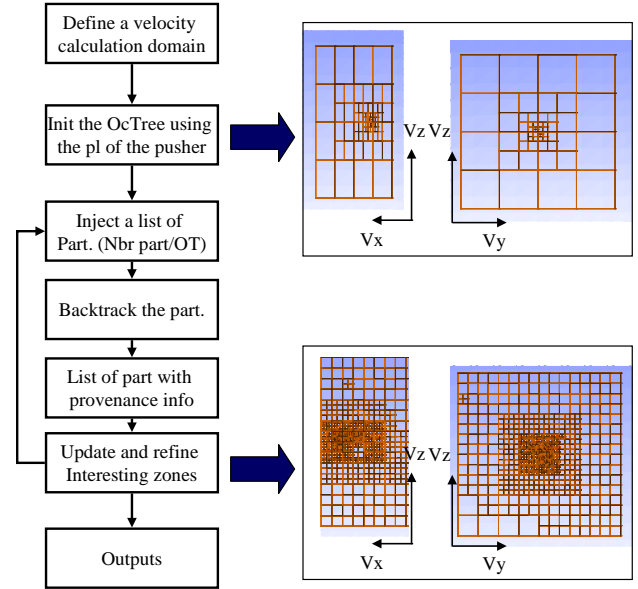 Define a velocity
calculation domain
Init the OcTree using
the pl of the pusher
Inject a list of
Part. (Nbr part/OT)
Backtrack the part.
List of part with
provenance info
Update and refine
Interesting zones
Outputs
Vz Vz
Vx
Vy
Vz Vz
Vx
Vy